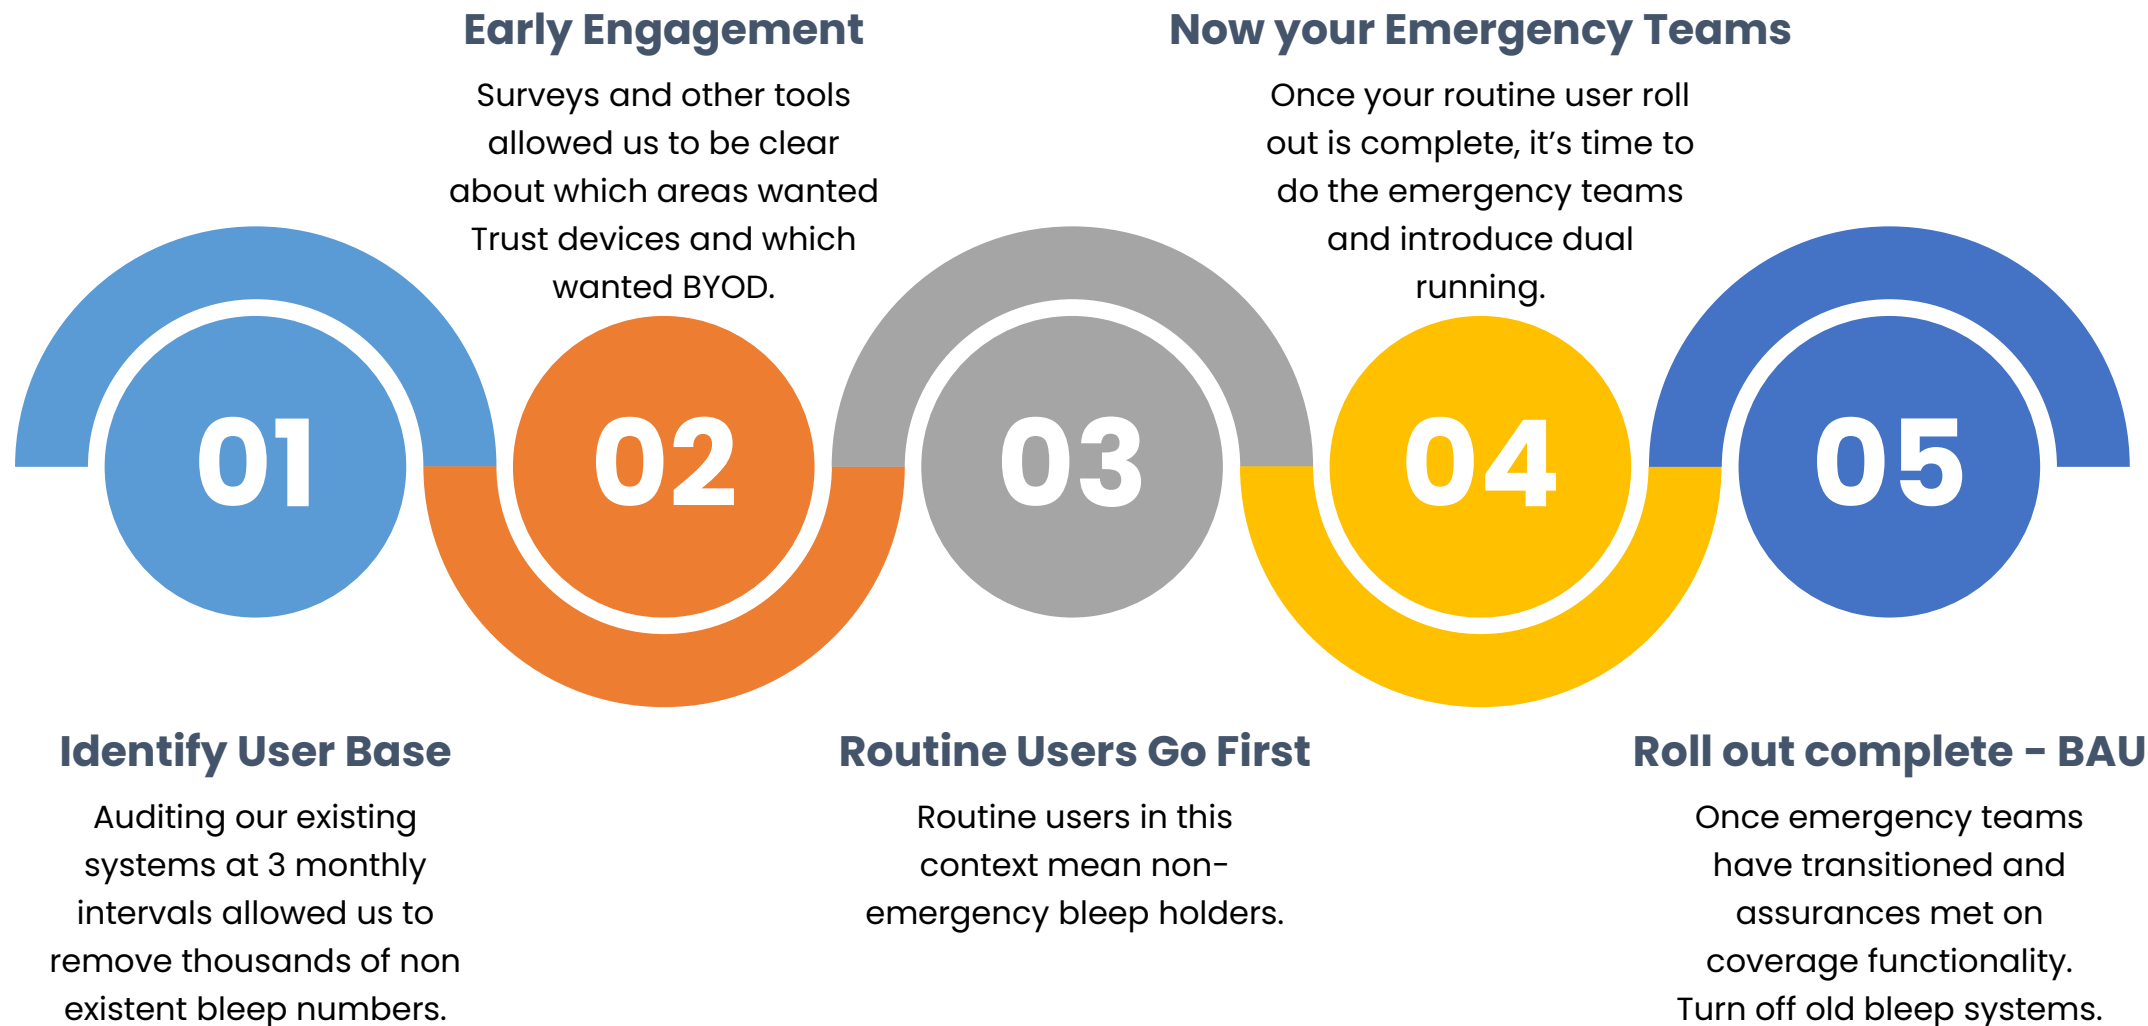 01
Identify User Base
Auditing our existing
systems at 3 monthly
intervals allowed us to
remove thousands of non
existent bleep numbers.
Early Engagement
Surveys and other tools
allowed us to be clear
about which areas wanted
Trust devices and which
wanted BYOD.
02
03
Routine Users Go First
Routine users in this
context mean non-
emergency bleep holders.
Now your Emergency Teams
Once your routine user roll
out is complete, it’s time to
do the emergency teams
and introduce dual
running.
04
05
Roll out complete - BAU
Once emergency teams
have transitioned and
assurances met on
coverage functionality.
Turn off old bleep systems.